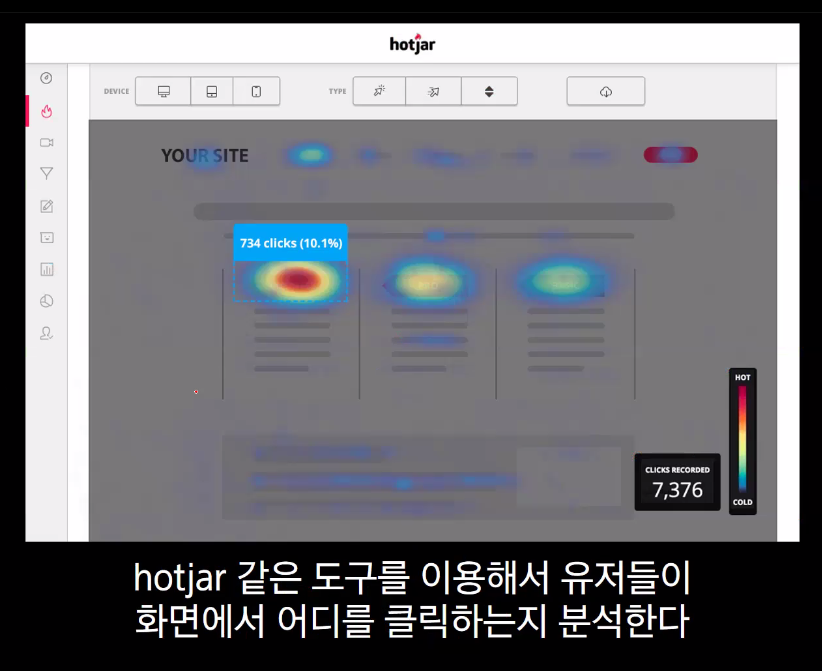 hotjar
DEVICE
TYPE
YOUR SITE
734 clicks (10.1%)
HOT
CLICKS RECORDED
7,376
COLD
hotjar 같은 도구를 이용해서 유저들이
화면에서 어디를 클릭하는지 분석한다